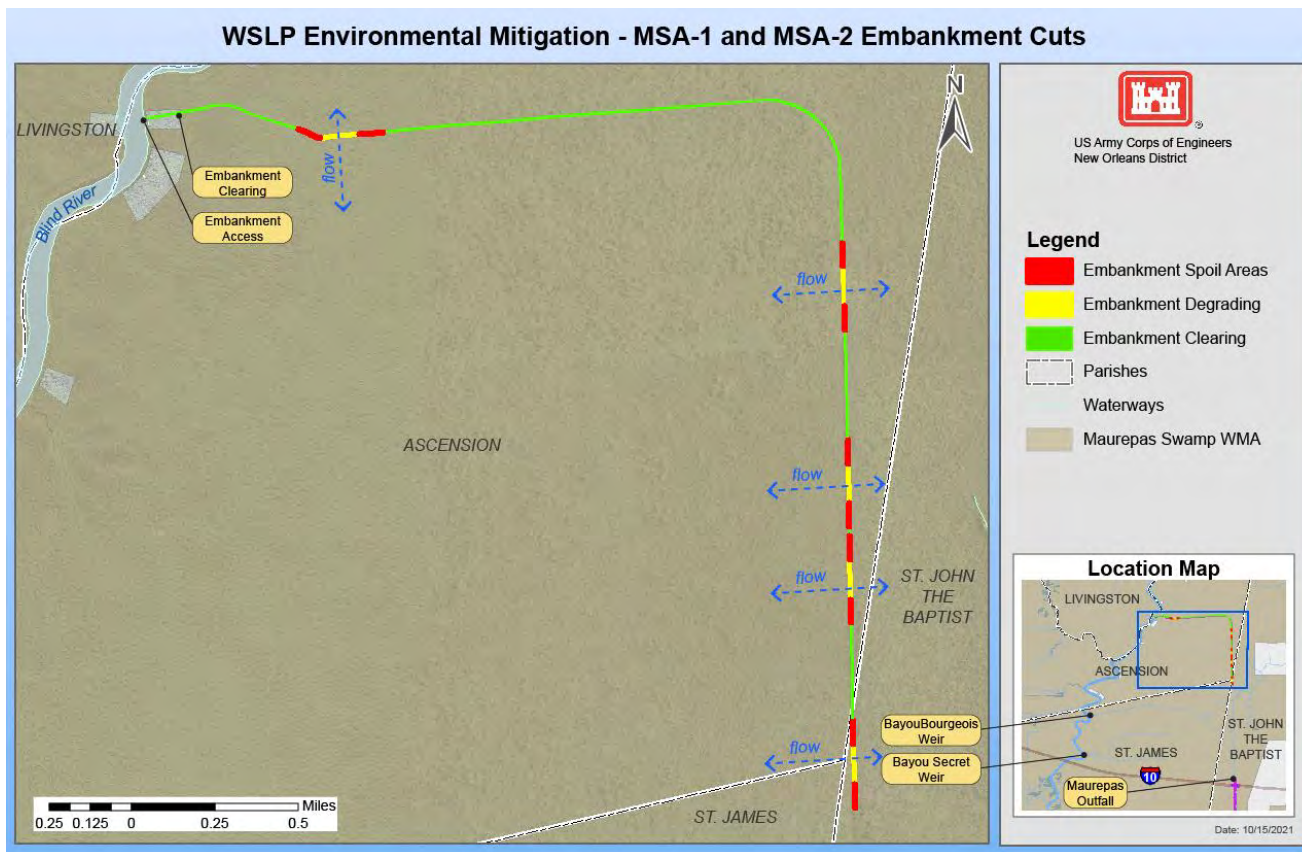 WSLP Environmental Mitigation - MSA-1 and MSA-2 Embankment Cuts
LIVINGSTON
Blind River
Embankment
Clearing
Embankment
Access
flow
N
flow
ASCENSION
flow
flow
ST. JOHN
THE
BAPTIST
flow
ST. JAMES
Miles
0.25 0.125 0 0.25 0.5
®
US Army Corps of Engineers
New Orleans District
Legend
Embankment Spoil Areas
Embankment Degrading
Embankment Clearing
Parishes
Waterways
Maurepas Swamp WMA
Location Map
LIVINGSTON
ASCENSION
BayouBourgeois
Weir
Bayou Secret
Weir
ST. JAMES
ST. JOHN
THE
BAPTIST
10
Maurepas
Outfall
Date: 10/15/2021